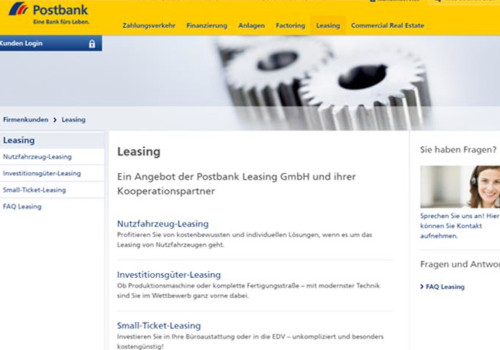 Postbank
Eine Bank fürs Leben.
Zahlungsverkehr Finanzierung Anlagen Factoring Leasing Commercial Real Estate
Kunden Login
Firmenkunden > Leasing
Leasing
Nutzfahrzeug-Leasing
Investitionsgüter-Leasing
Small-Ticket-Leasing
FAQ Leasing
Leasing
Ein Angebot der Postbank Leasing GmbH und ihrer
Kooperationspartner
Nutzfahrzeug-Leasing
Profitieren Sie von kostenbewussten und individuellen Lösungen, wenn es um das
Leasing von Nutzfahrzeugen geht.
Investitionsgüter-Leasing
Ob Produktionsmaschine oder komplette Fertigungsstraße – mit modernster Technik
sind Sie im Wettbewerb ganz vorne dabei.
Small-Ticket-Leasing
Investieren Sie in Ihre Büroaustattung oder in die EDV – unkompliziert und besonders
kostengünstig!
Sie haben Fragen?
Sprechen Sie uns an! Hier
können Sie Kontakt
aufnehmen.
Fragen und Antwo
> FAQ Leasing